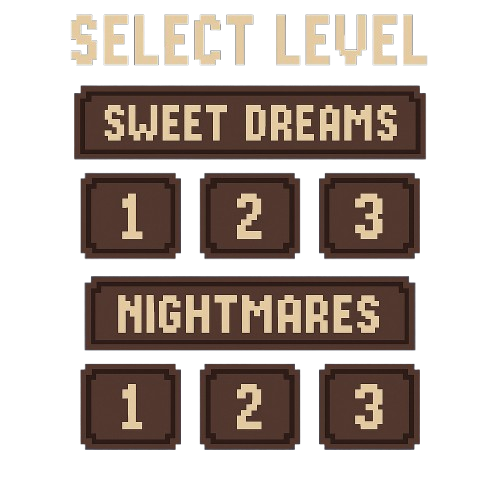 SELECT LEVEL
SWEET DREAMS
1 2 3
NIGHTMARES
1 2 3